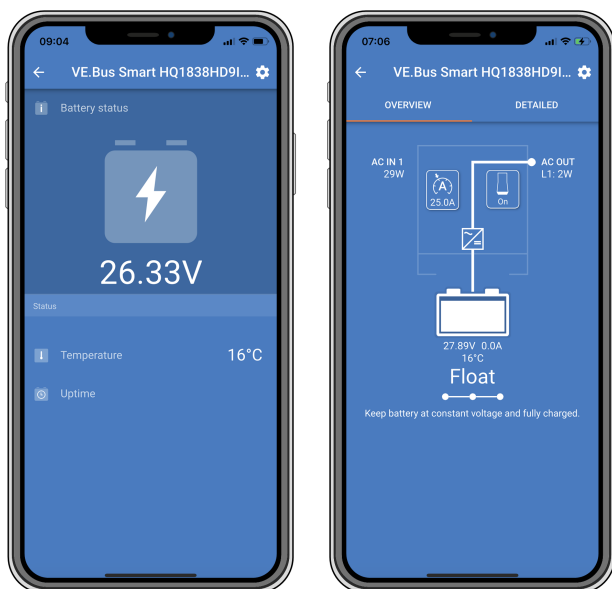 09:04
VE.Bus Smart HQ1838HD9I...
Battery status
26.33V
Status
Temperature 16°C
Uptime
07:06
VE.Bus Smart HQ1838HD9I...
OVERVIEW DETAILED
AC IN 1
29W
A
25.0A
On
AC OUT
L1: 2W
27.89V 0.0A
16°C
Float
Keep battery at constant voltage and fully charged.